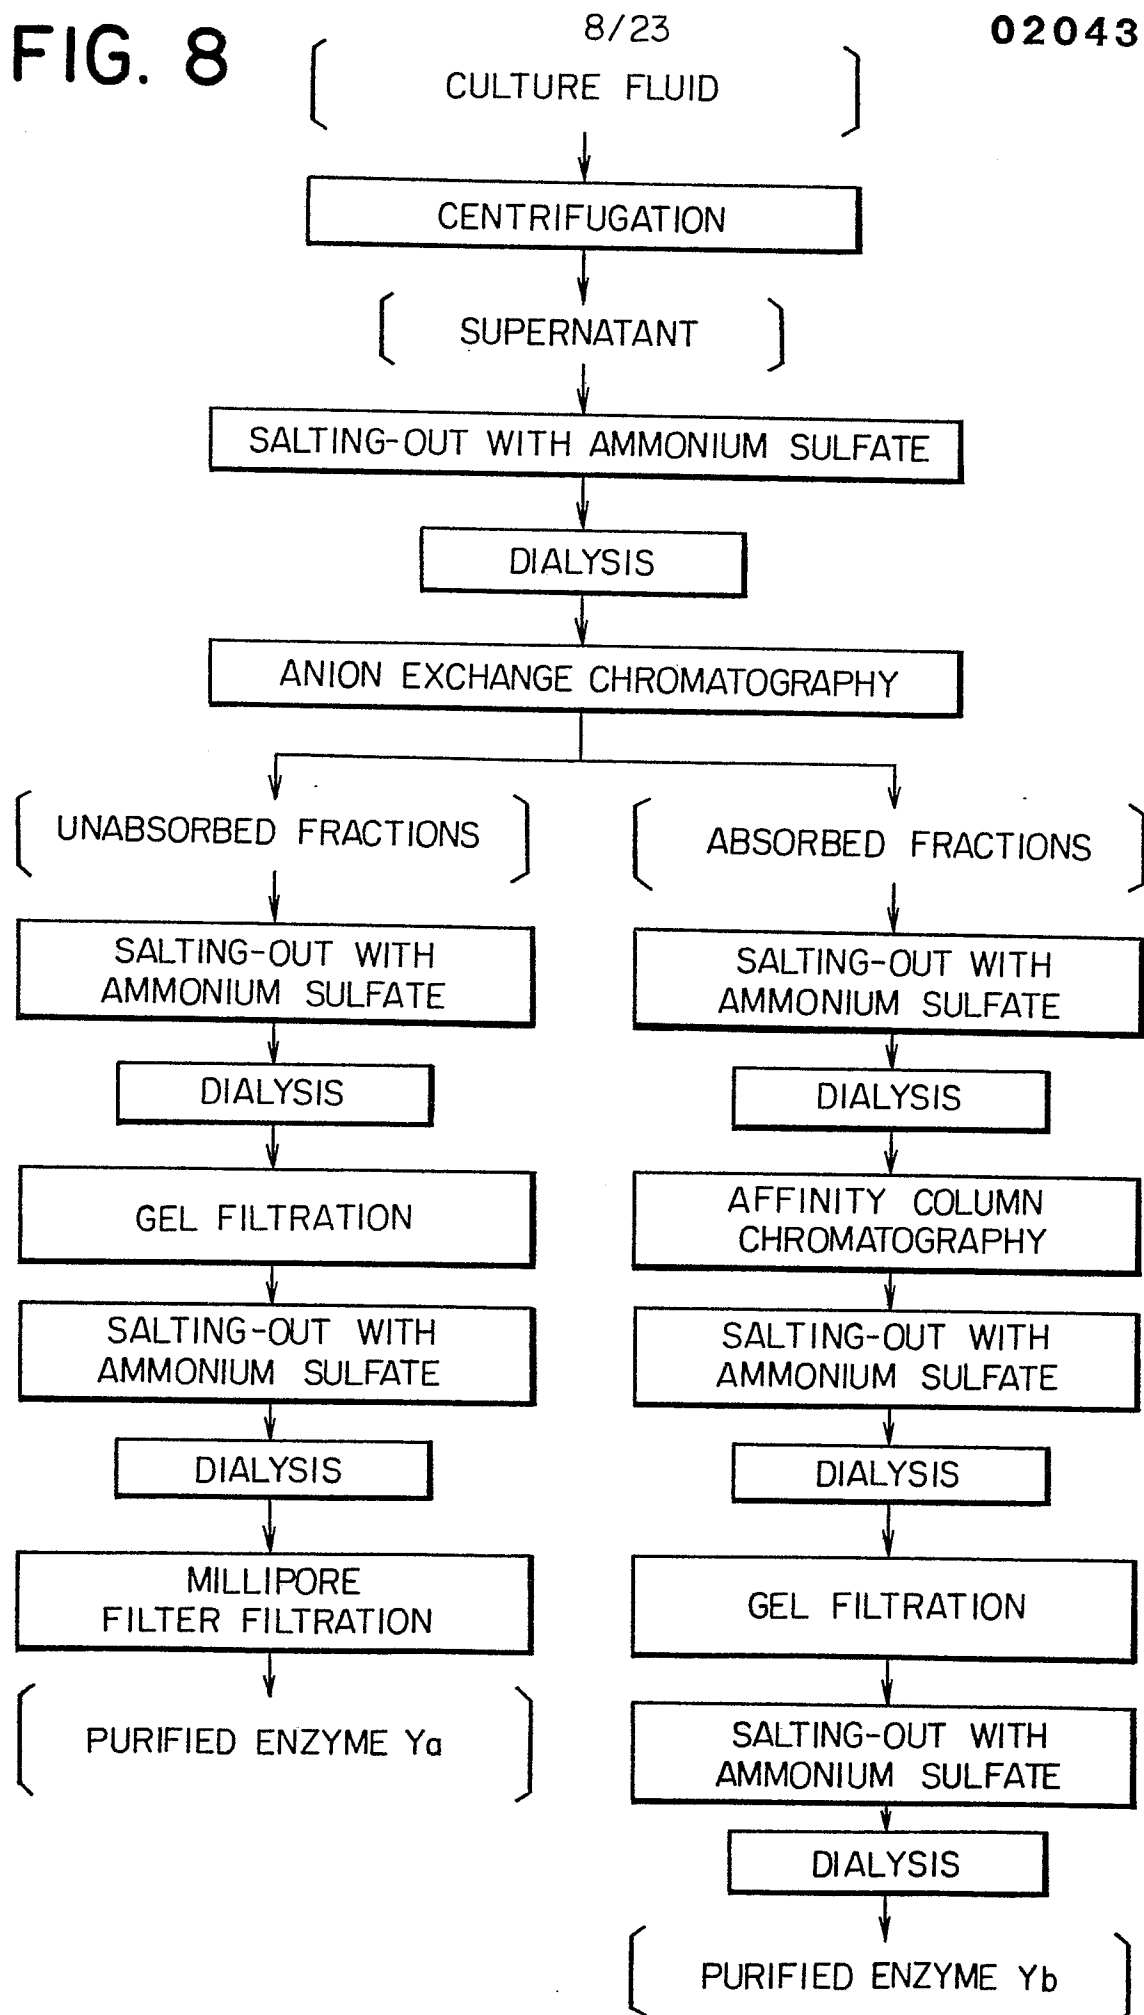 FIG. 8
8/23
02043
CULTURE FLUID
CENTRIFUGATION
SUPERNATANT
SALTING-OUT WITH AMMONIUM SULFATE
DIALYSIS
ANION EXCHANGE CHROMATOGRAPHY
UNABSORBED FRACTIONS
SALTING-OUT WITH
AMMONIUM SULFATE
DIALYSIS
GEL FILTRATION
SALTING-OUT WITH
AMMONIUM SULFATE
DIALYSIS
MILLIPORE
FILTER FILTRATION
PURIFIED ENZYME Ya
ABSORBED FRACTIONS
SALTING-OUT WITH
AMMONIUM SULFATE
DIALYSIS
AFFINITY COLUMN
CHROMATOGRAPHY
SALTING-OUT WITH
AMMONIUM SULFATE
DIALYSIS
GEL FILTRATION
SALTING-OUT WITH
AMMONIUM SULFATE
DIALYSIS
PURIFIED ENZYME Yb